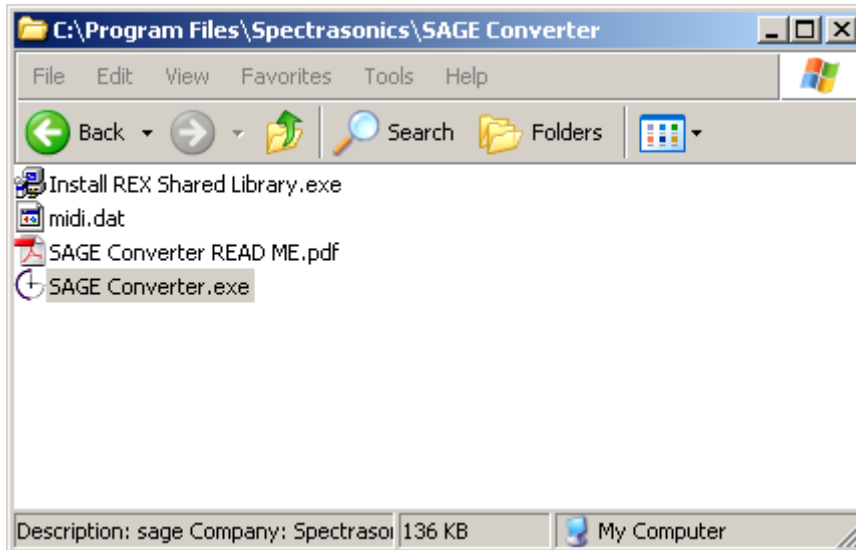 C:\Program Files\Spectrasonics\SAGE Converter
File Edit View Favorites Tools Help
Back Search Folders
Install REX Shared Library.exe
midi.dat
SAGE Converter READ ME.pdf
SAGE Converter.exe
Description: sage Company: Spectraso 136 KB My Computer